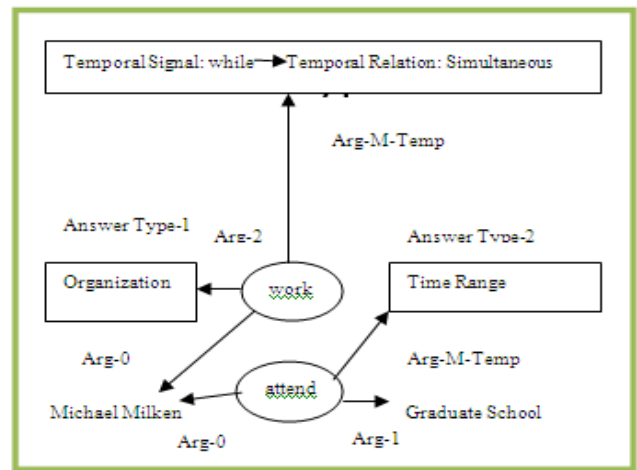 Temporal Signal: while Temporal Relation: Simultaneous
Arg-M-Temp
Answer Type-1
Arg-2
Answer Type-2
Organization
work
Time Range
Arg-0
attend
Arg-M-Temp
Michael Milken
Graduate School
Arg-0
Arg-1